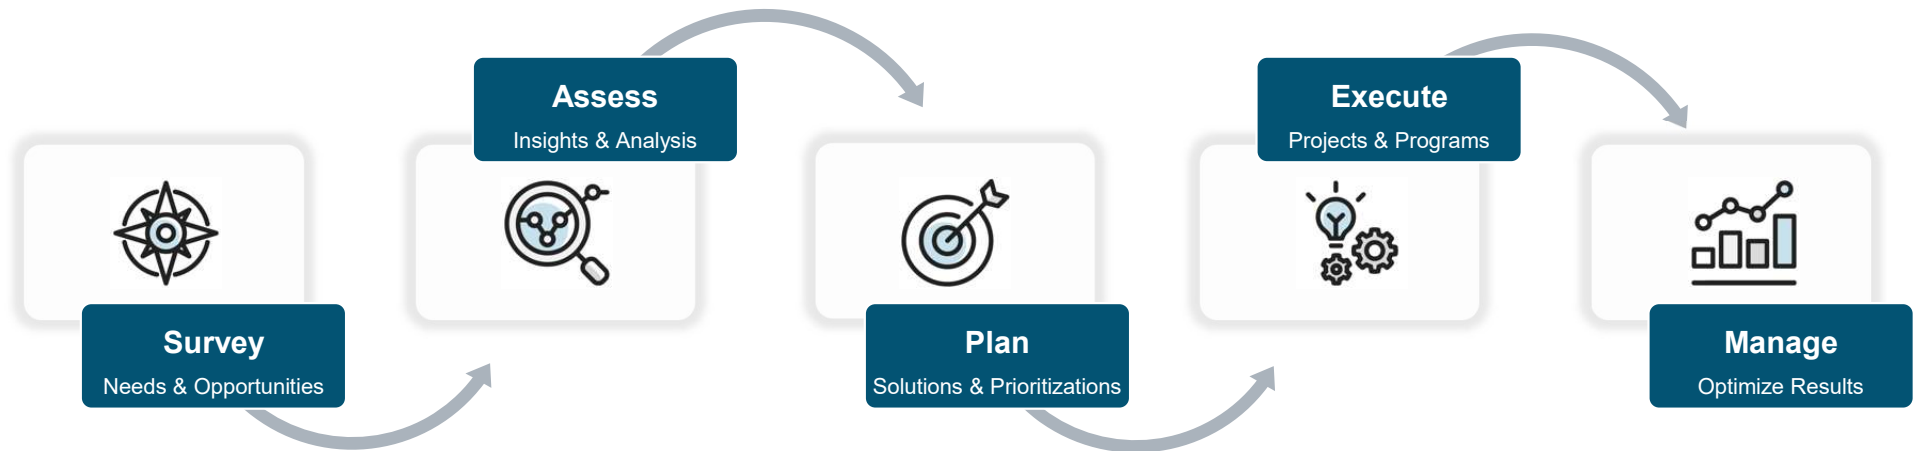 Survey
Needs & Opportunities
Assess
Insights & Analysis
Plan
Solutions & Prioritizations
Execute
Projects & Programs
Manage
Optimize Results